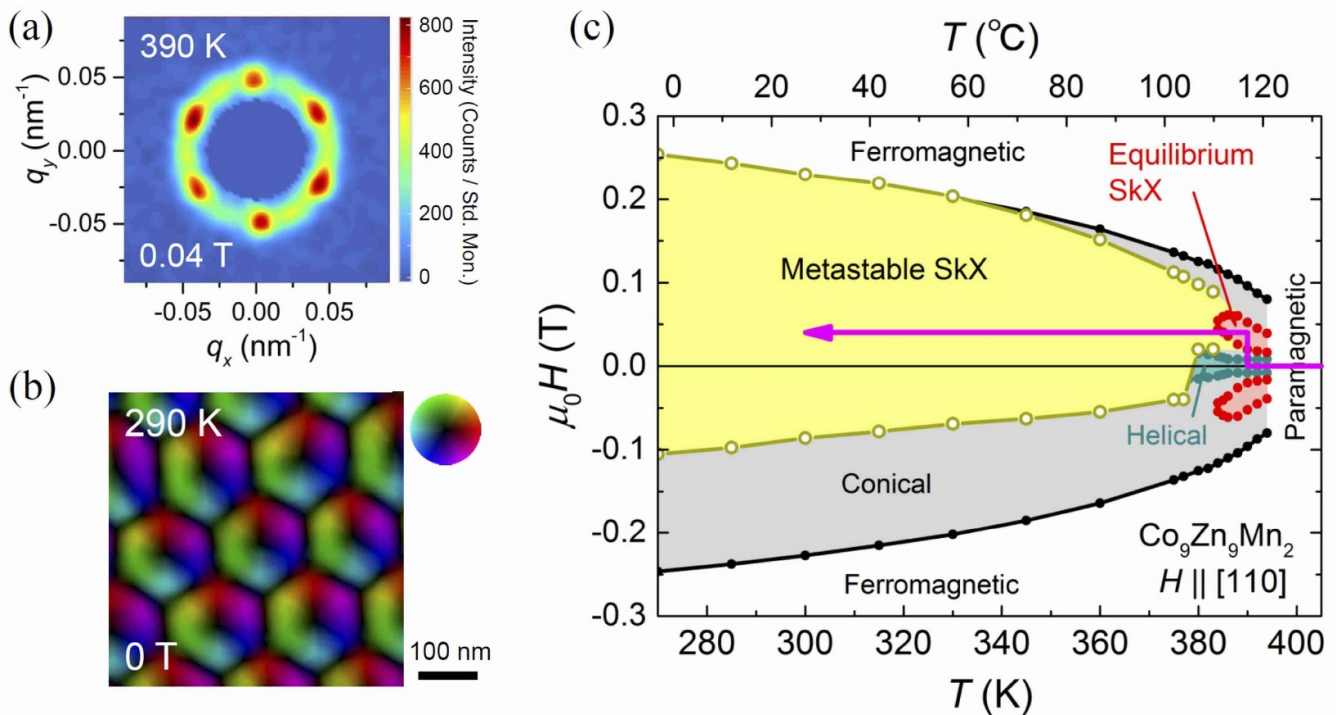 (a)
390 K
0.04 T
0.05
0.00
-0.05
q_y (nm⁻¹)
-0.05 0.00 0.05
q_x (nm⁻¹)
800
600
400
200
0
Intensity (Counts / Std. Mon.)
(b)
290 K
0 T
100 nm
(c)
T (°C)
0 20 40 60 80 100 120
0.3
0.2
0.1
0.0
-0.1
-0.2
-0.3
μ₀H (T)
Ferromagnetic
Equilibrium
SkX
Metastable SkX
Paramagnetic
Helical
Conical
Co₉Zn₉Mn₂
H || [110]
Ferromagnetic
280 300 320 340 360 380 400
T (K)